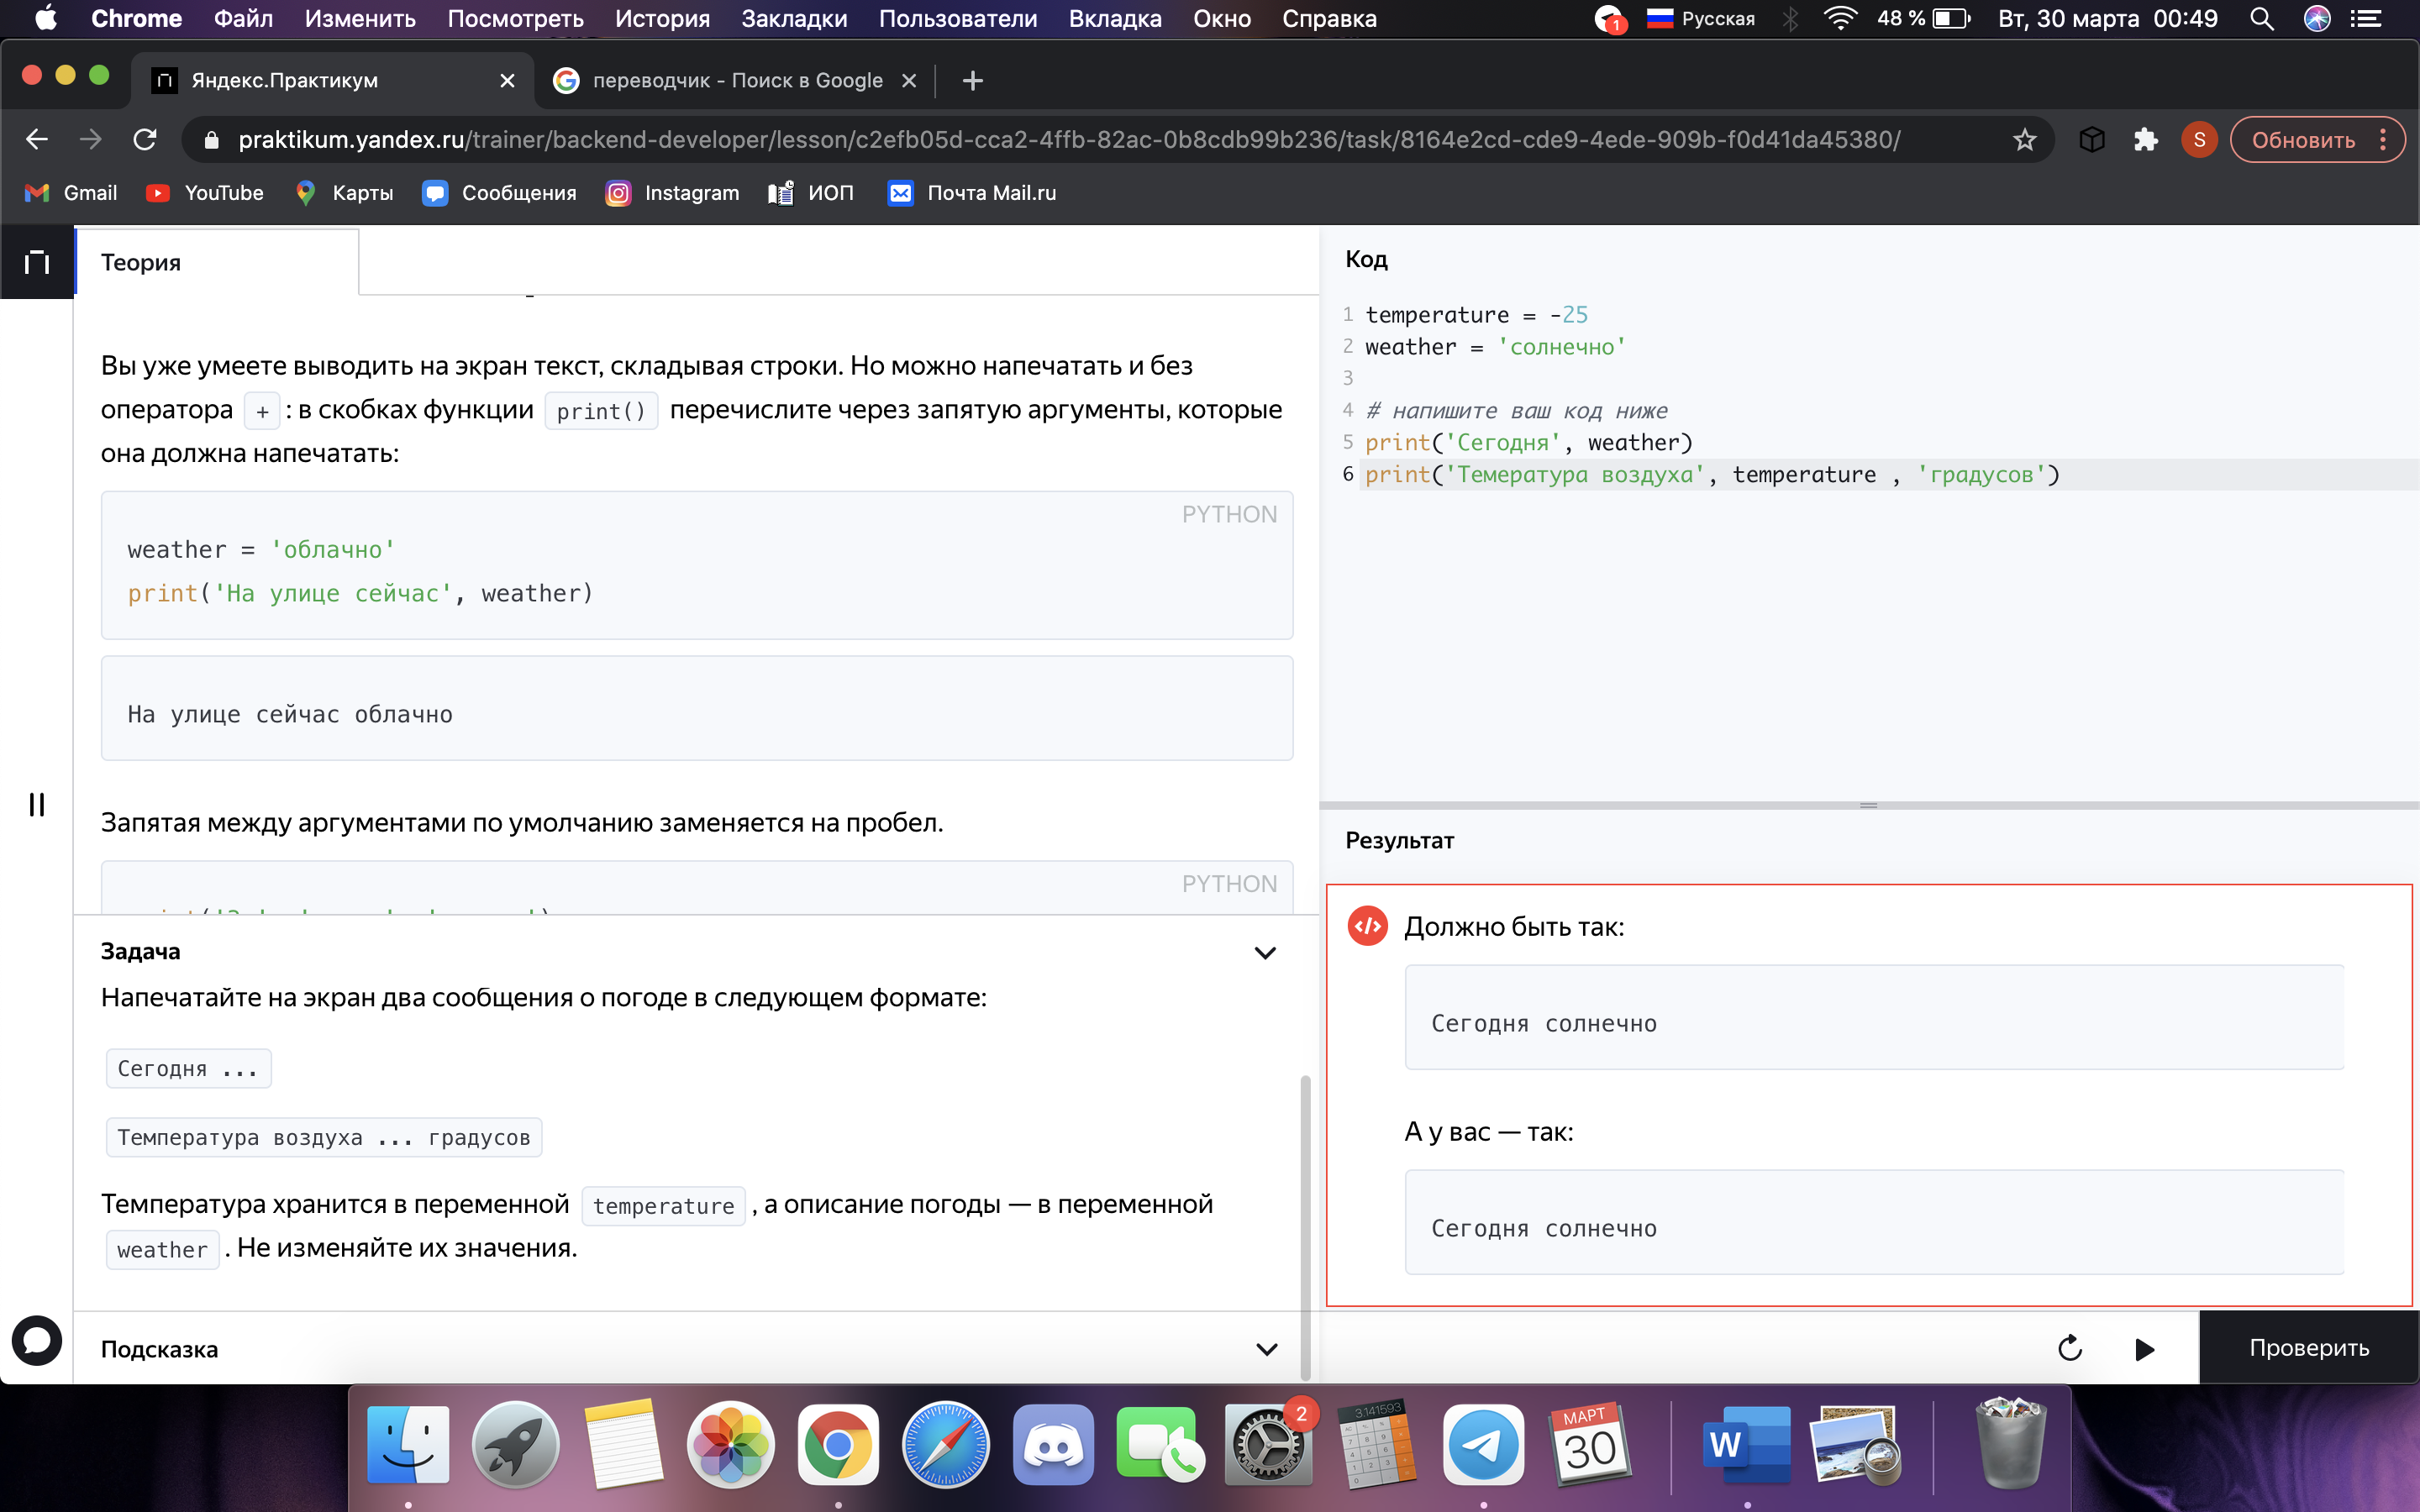 Chrome Файл Изменить Посмотреть История Закладки Пользователи Вкладка Окно Справка 1 Русская 48 % Вт, 30 марта 00:49
Яндекс.Практикум переводчик - Поиск в Google
praktikum.yandex.ru/trainer/backend-developer/lesson/c2efb05d-cca2-4ffb-82ac-0b8cdb99b236/task/8164e2cd-cde9-4ede-909b-f0d41da45380/ S Обновить
Gmail YouTube Карты Сообщения Instagram ИОП Почта Mail.ru
Теория
Вы уже умеете выводить на экран текст, складывая строки. Но можно напечатать и без
оператора + : в скобках функции print() перечислите через запятую аргументы, которые
она должна напечатать:
PYTHON
weather = 'облачно'
print('На улице сейчас', weather)
На улице сейчас облачно
Запятая между аргументами по умолчанию заменяется на пробел.
PYTHON
Задача
Напечатайте на экран два сообщения о погоде в следующем формате:
Сегодня ...
Температура воздуха ... градусов
Температура хранится в переменной temperature , а описание погоды — в переменной
weather . Не изменяйте их значения.
Подсказка
Код
1 temperature = -25
2 weather = 'солнечно'
3
4 # напишите ваш код ниже
5 print('Сегодня', weather)
6 print('Темература воздуха', temperature , 'градусов')
Результат
Должно быть так:
Сегодня солнечно
А у вас — так:
Сегодня солнечно
Проверить
2
3.141593
МАРТ
30
W